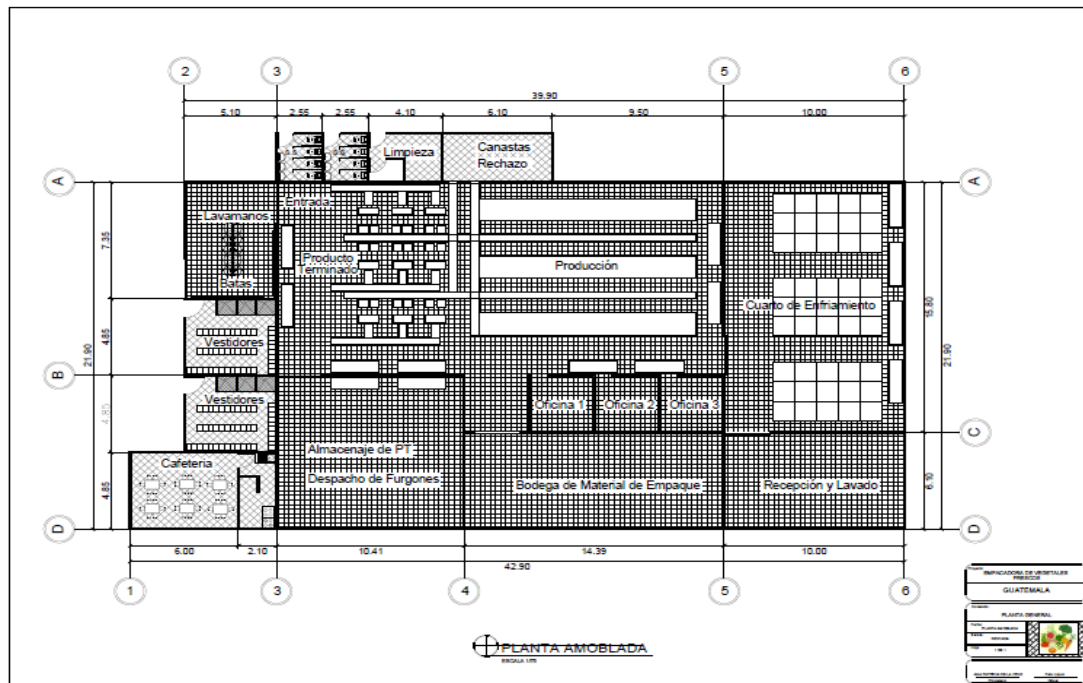 2
3
5
6
39.90
5.10
2.55
2.55
4.10
6.10
9.50
10.00
Limpieza
Canastas
Rechazo
A
A
Entrada
Lavamanos
Producto
Terminado
Producción
Batas
Cuarto de Enfriamiento
7.35
15.80
4.85
21.90
21.90
Vestidores
B
Oficina 1
Oficina 2
Oficina 3
Vestidores
4.85
C
Almacenaje de PT
Cafeteria
Despacho de Furgones
Bodega de Material de Empaque
Recepción y Lavado
4.85
6.10
D
D
6.00
2.10
10.41
14.39
10.00
42.90
1
3
4
5
6
EMPACADORA DE VEGETALES
FRESCOS
GUATEMALA
PLANTA GENERAL
PLANTA AMOBLADA
PLANTA AMOBLADA